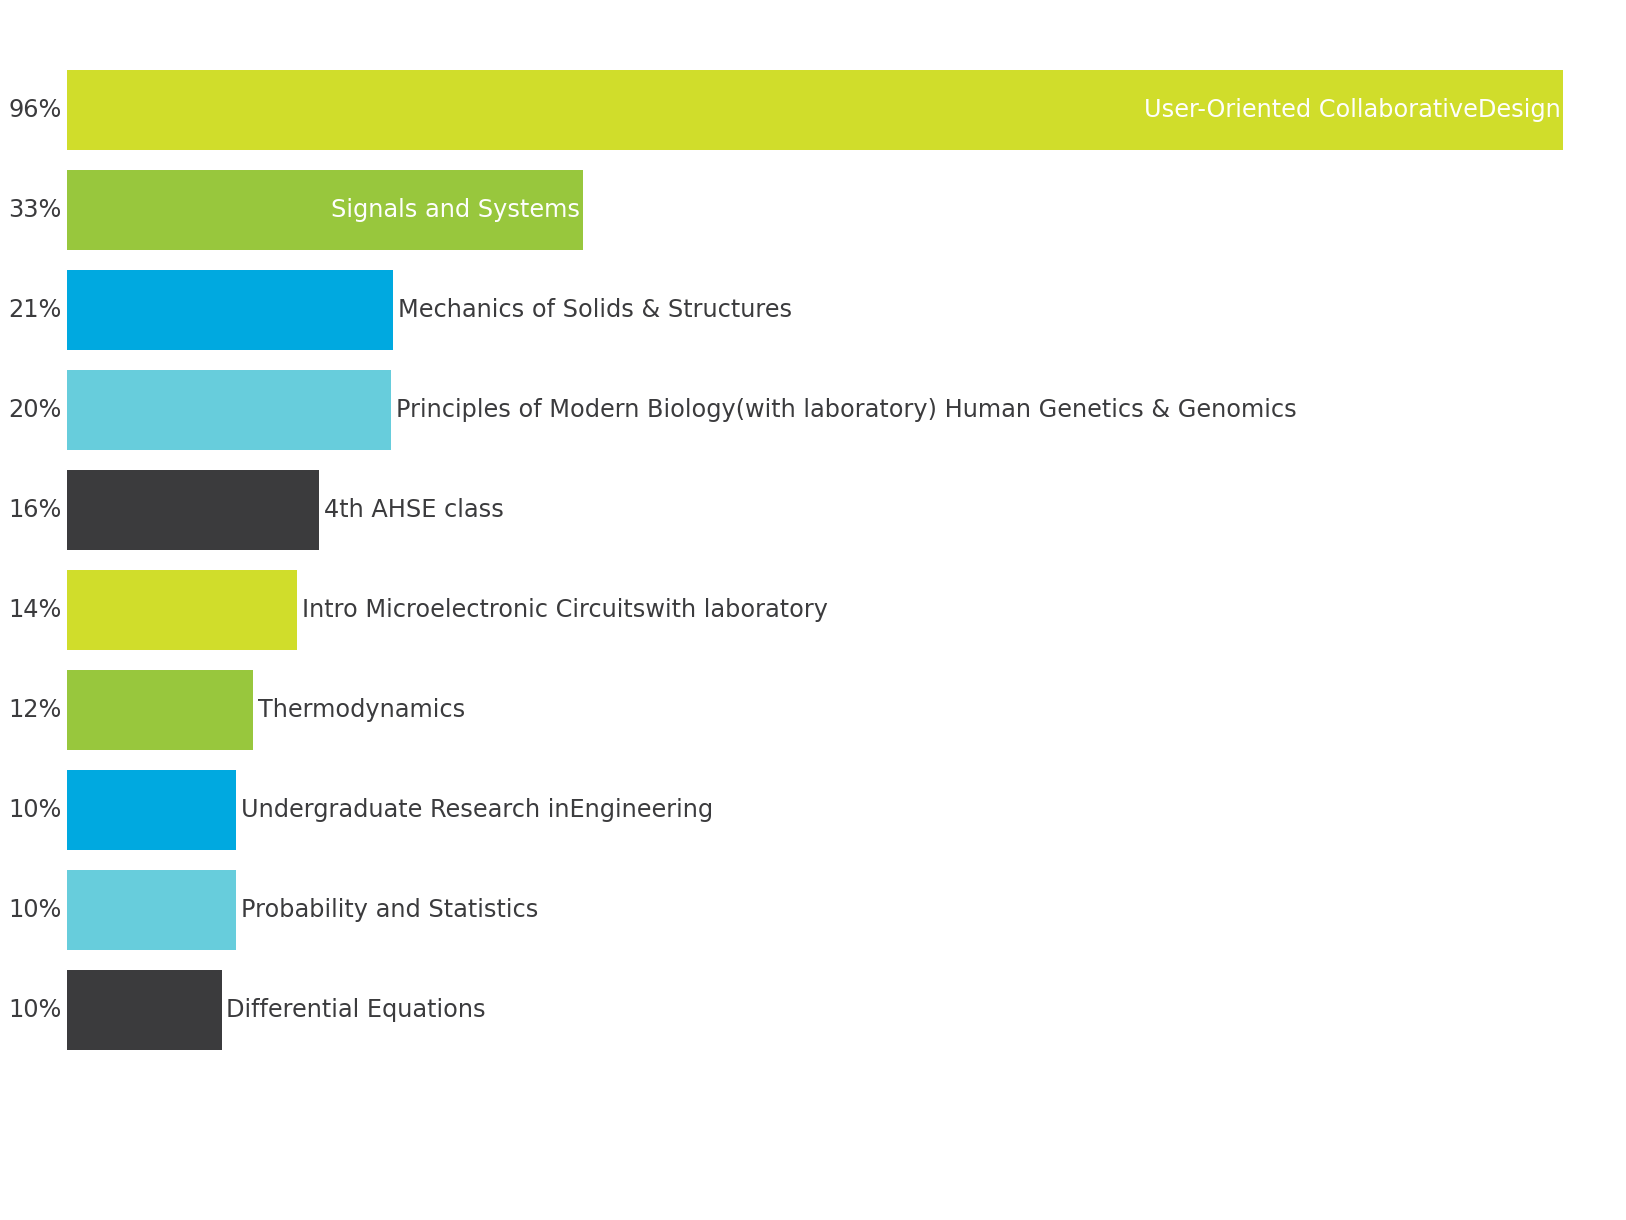 96% User-Oriented CollaborativeDesign
33% Signals and Systems
21% Mechanics of Solids & Structures
20% Principles of Modern Biology(with laboratory) Human Genetics & Genomics
16% 4th AHSE class
14% Intro Microelectronic Circuitswith laboratory
12% Thermodynamics
10% Undergraduate Research inEngineering
10% Probability and Statistics
10% Differential Equations